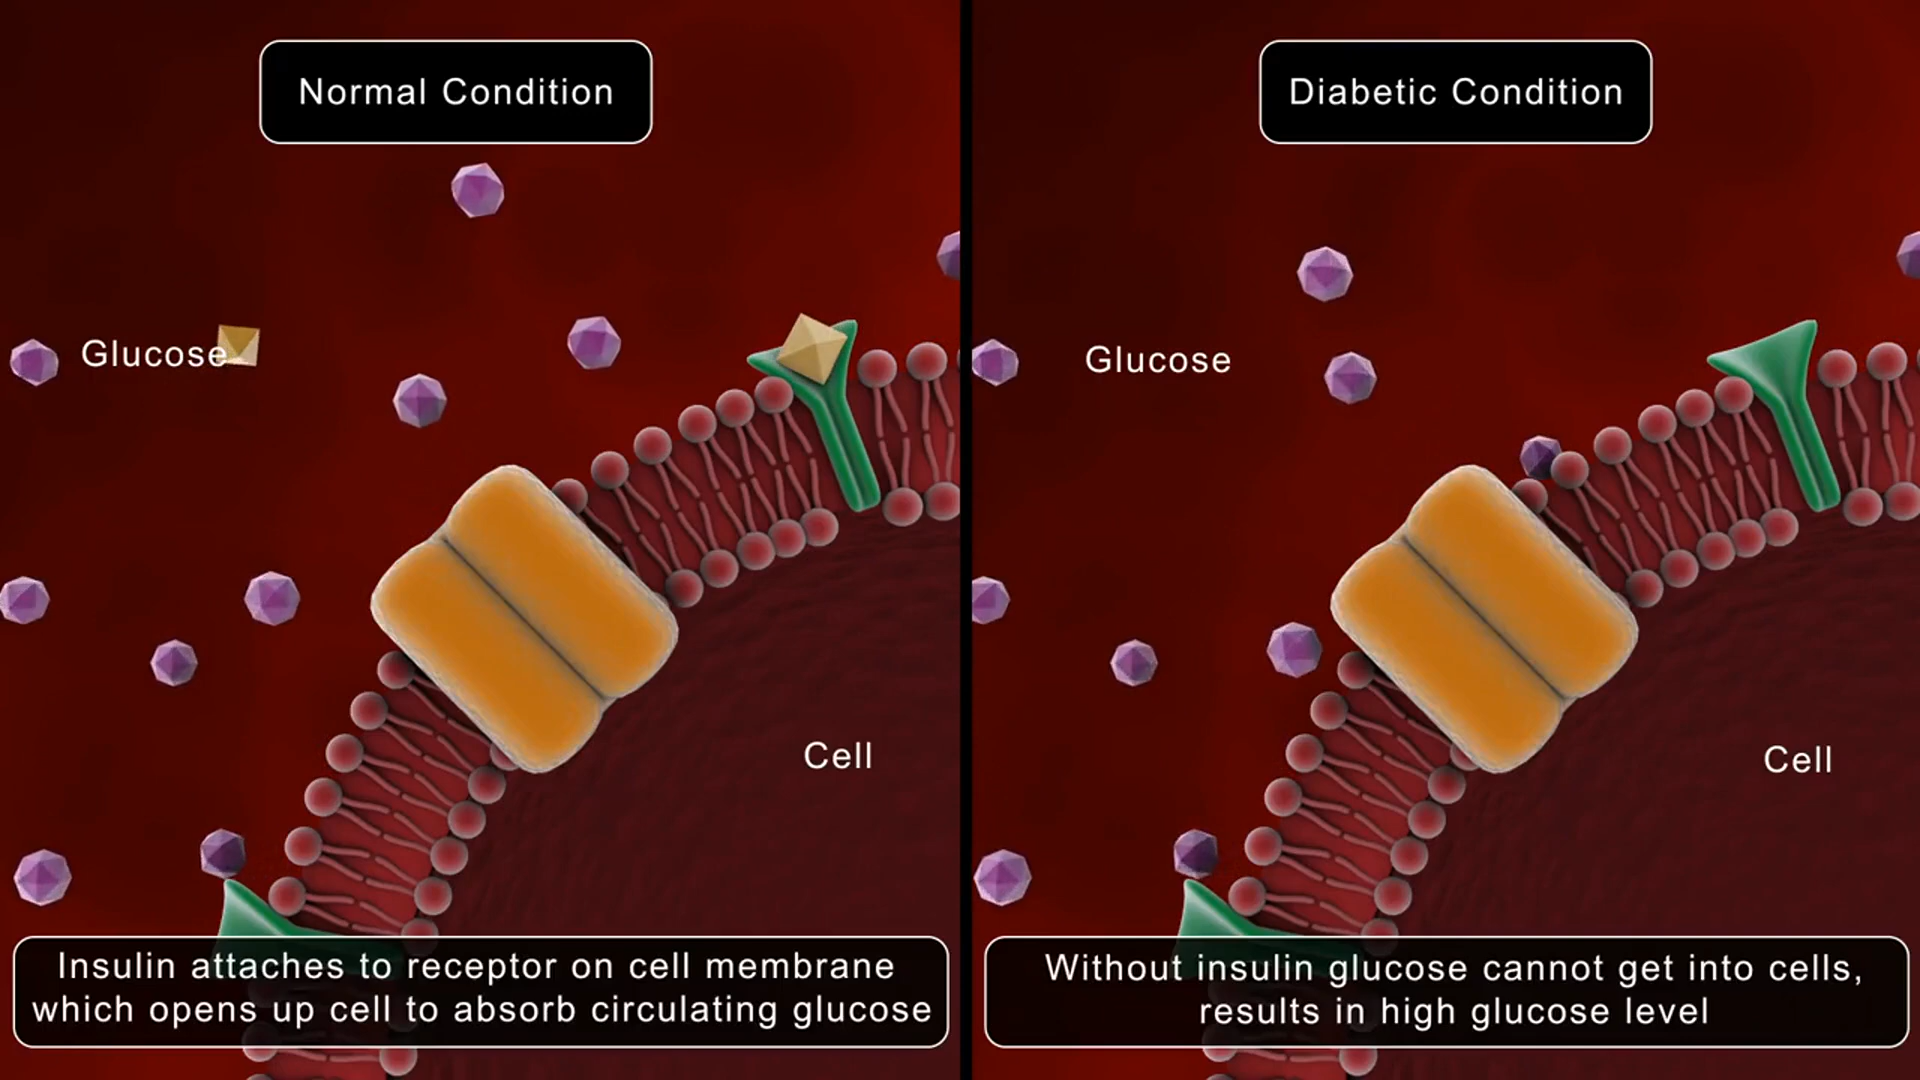 Normal Condition
Glucose
Cell
Insulin attaches to receptor on cell membrane
which opens up cell to absorb circulating glucose
Diabetic Condition
Glucose
Cell
Without insulin glucose cannot get into cells,
results in high glucose level